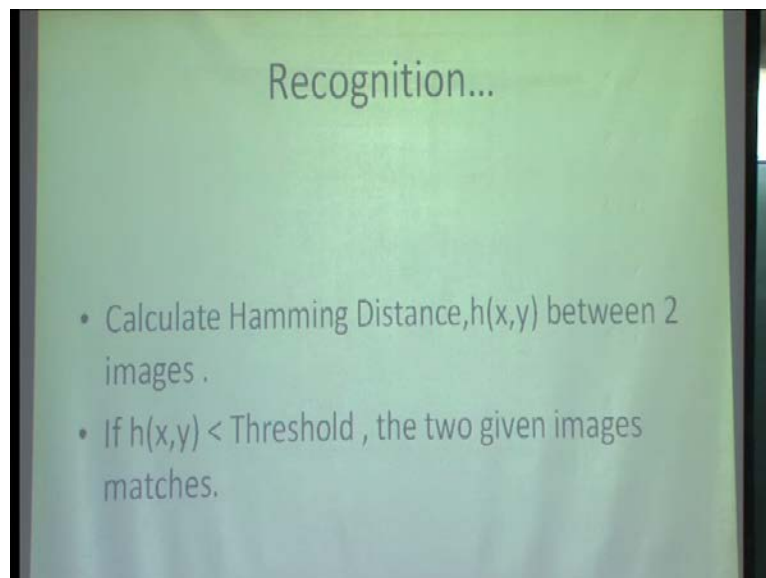 Recognition...
• Calculate Hamming Distance,h(x,y) between 2
images .
• If h(x,y) < Threshold , the two given images
matches.